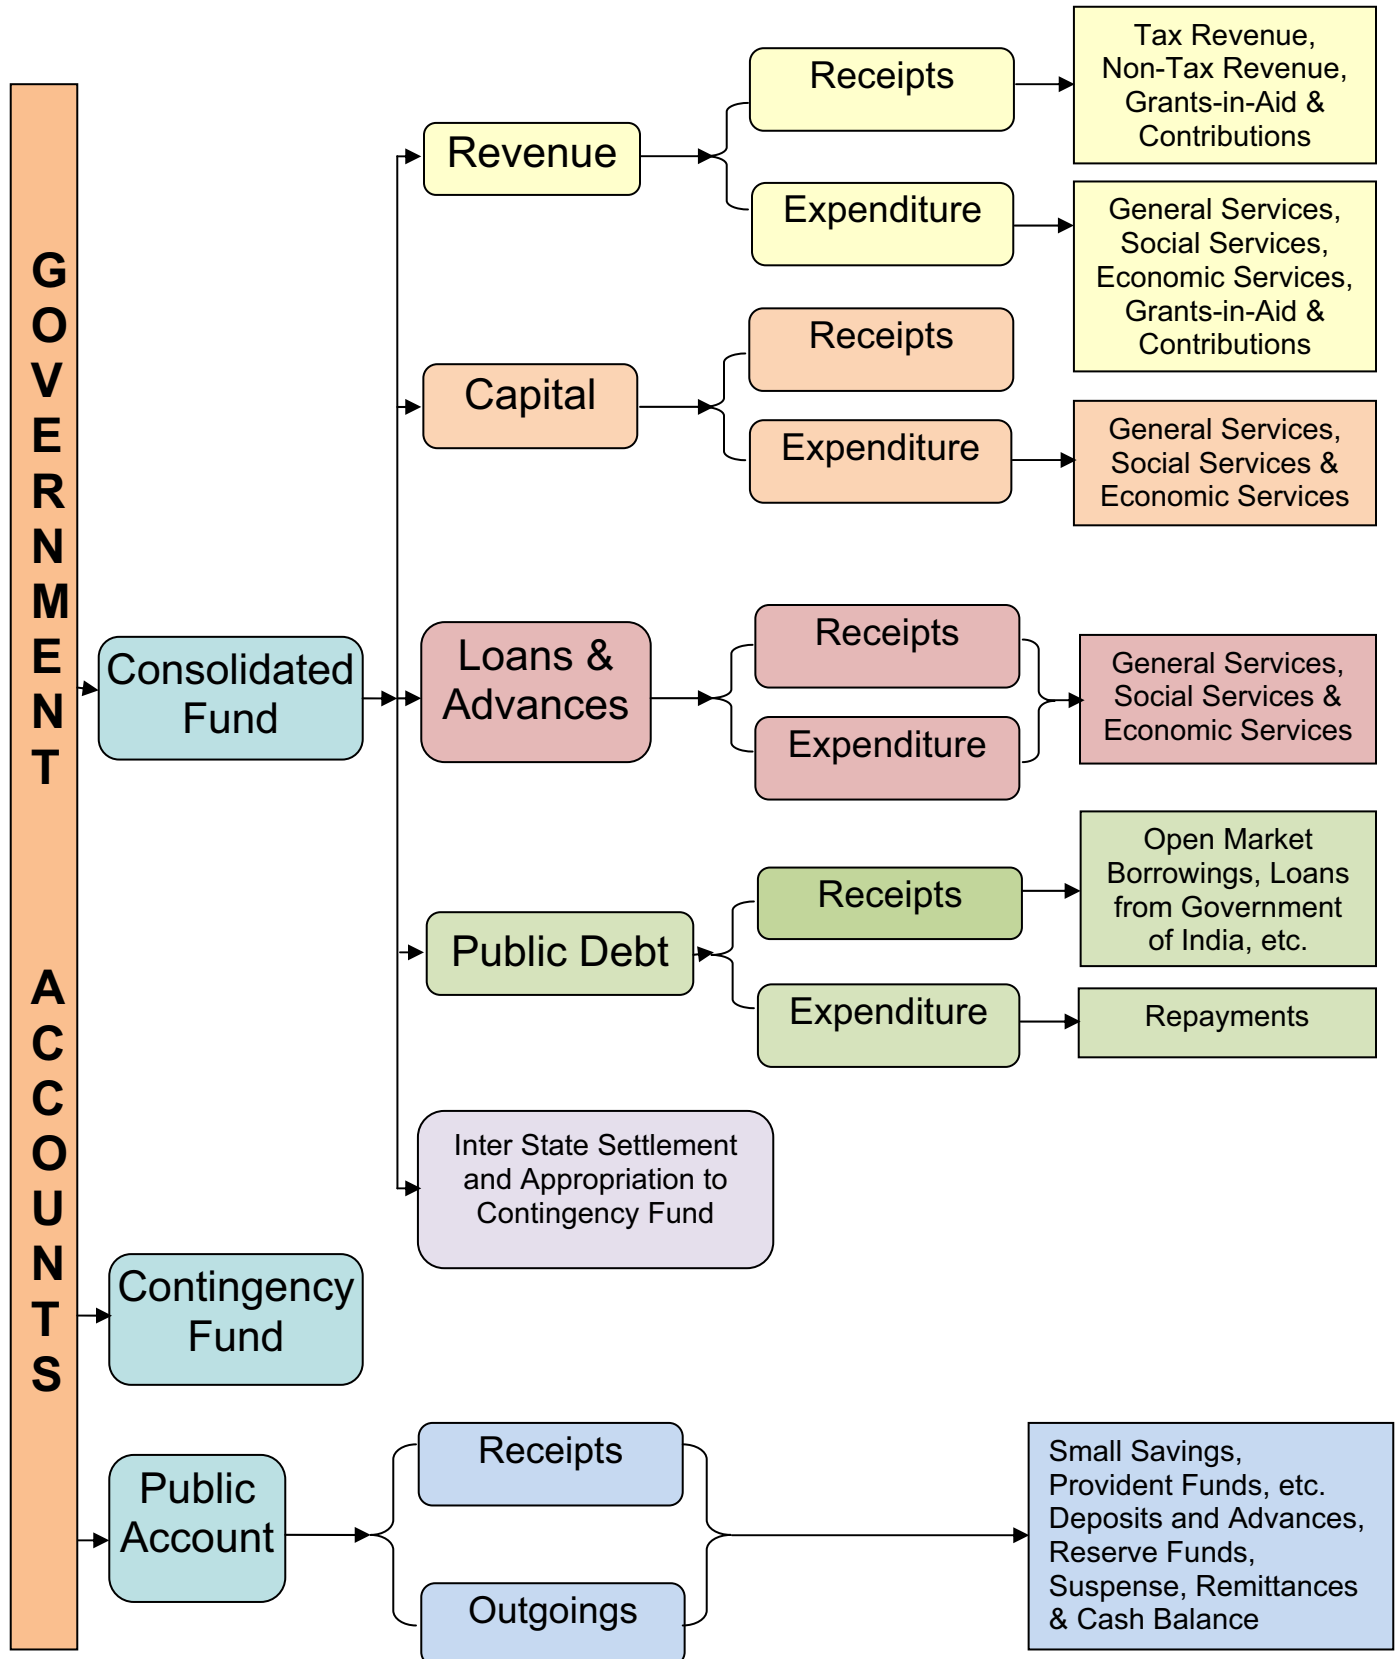 GOVERNMENT ACCOUNTS
Consolidated
Fund
Revenue
Receipts
Tax Revenue,
Non-Tax Revenue,
Grants-in-Aid &
Contributions
Expenditure
General Services,
Social Services,
Economic Services,
Grants-in-Aid &
Contributions
Capital
Receipts
Expenditure
General Services,
Social Services &
Economic Services
Loans &
Advances
Receipts
Expenditure
General Services,
Social Services &
Economic Services
Public Debt
Receipts
Open Market
Borrowings, Loans
from Government
of India, etc.
Expenditure
Repayments
Inter State Settlement
and Appropriation to
Contingency Fund
Contingency
Fund
Public
Account
Receipts
Outgoings
Small Savings,
Provident Funds, etc.
Deposits and Advances,
Reserve Funds,
Suspense, Remittances
& Cash Balance